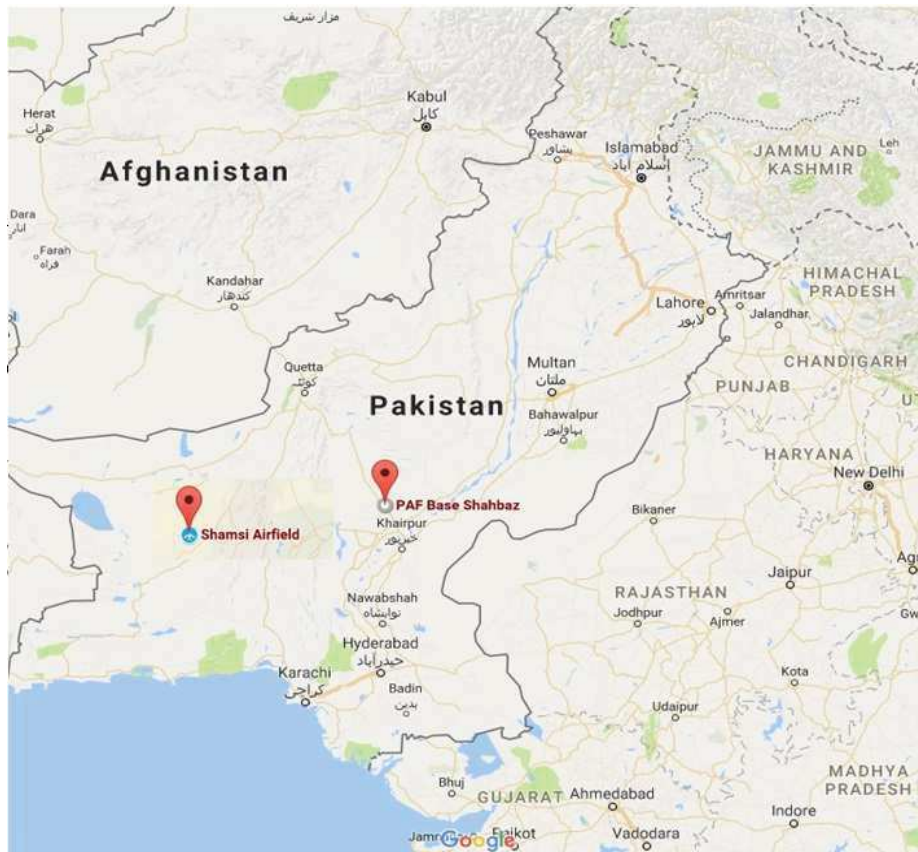 مزار شریف
Kabul
کابل
Herat
هرات
Peshawar
پشاور
Islamabad
اسلام آباد
Leh
JAMMU AND
KASHMIR
Afghanistan
Dara
انار
Farah
فراه
Kandahar
کندهار
HIMACHAL
PRADESH
Lahore
لاہور
Amritsar
Jalandhar
Quetta
کوئٹہ
Multan
ملتان
CHANDIGARH
PUNJAB
Pakistan
Bahawalpur
بہاولپور
HARYANA
New Delhi
PAF Base Shahbaz
Shamsi Airfield
Khairpur
خیرپور
Bikaner
Jaipur
RAJASTHAN
Nawabshah
نوابشاہ
Jodhpur
Ajmer
Hyderabad
حیدرآباد
Karachi
کراچی
Badin
بدین
Kota
Udaipur
MADHYA
PRADESH
Bhuj
GUJARAT
Ahmedabad
Indore
Google
Vadodara